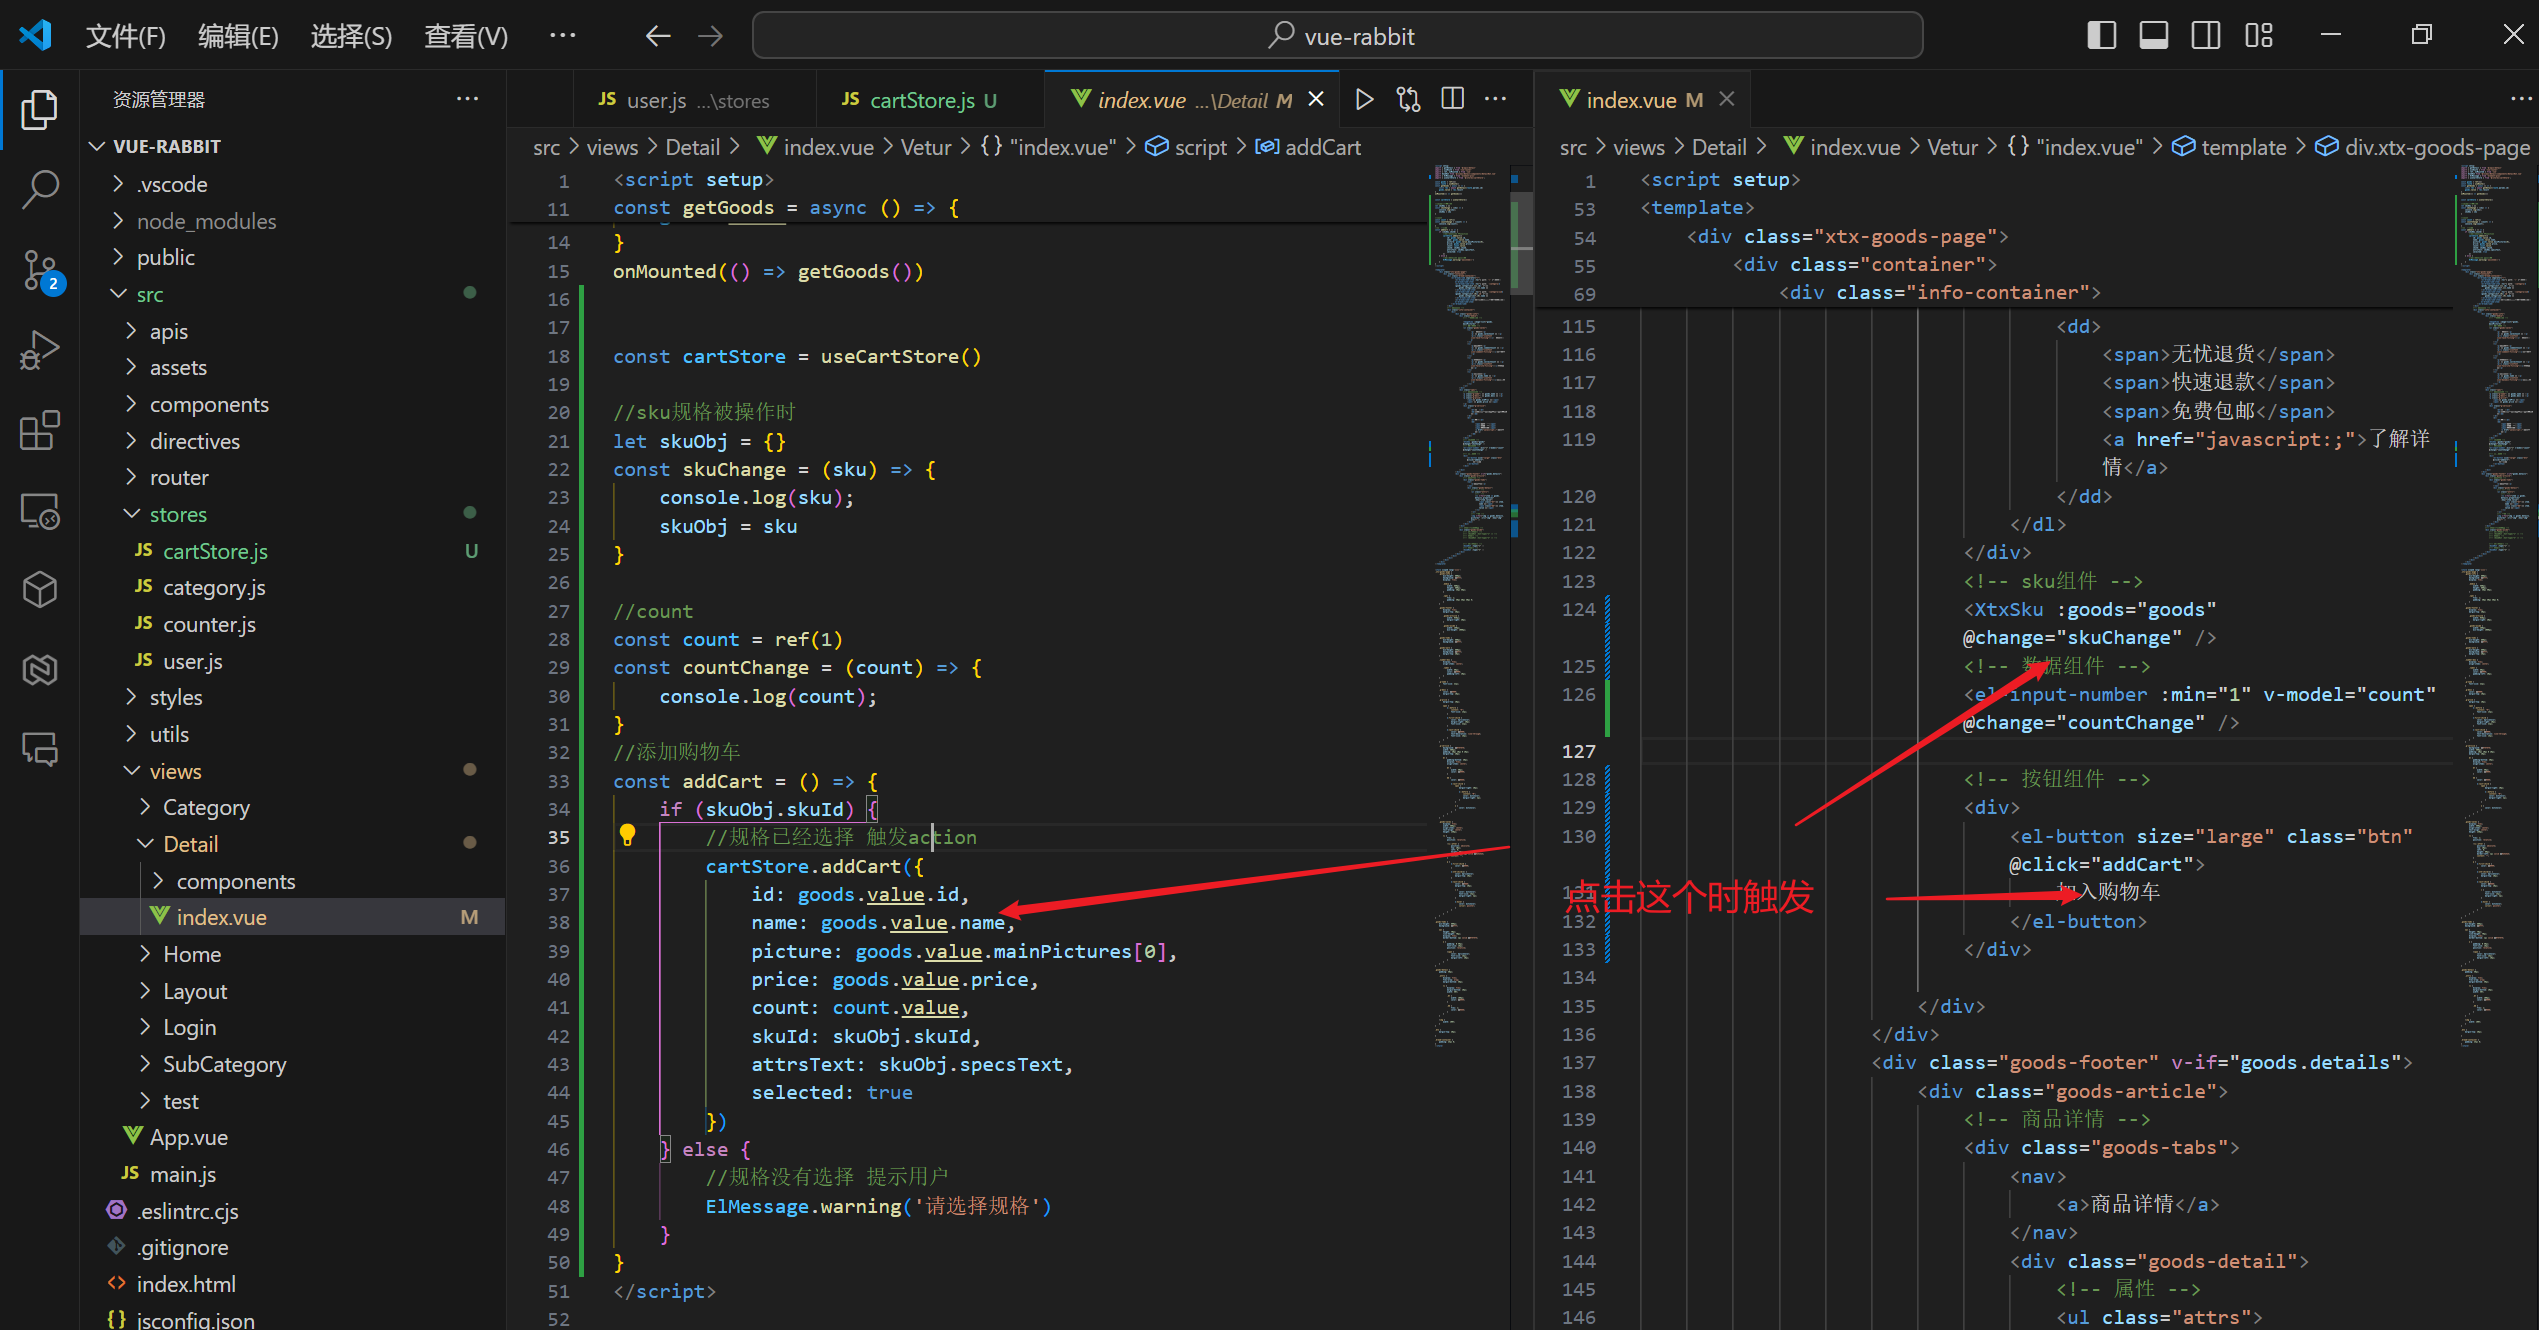 文件(F) 编辑(E) 选择(S) 查看(V) ··· vue-rabbit
资源管理器
VUE-RABBIT
.vscode
node_modules
public
src
apis
assets
components
directives
router
stores
JS cartStore.js U
JS category.js
JS counter.js
JS user.js
styles
utils
views
Category
Detail
components
index.vue M
Home
Layout
Login
SubCategory
test
App.vue
JS main.js
.eslintrc.cjs
.gitignore
<> index.html
{} jsconfig.json
2
JS user.js ...\stores JS cartStore.js U index.vue ...\Detail M
src > views > Detail > index.vue > Vetur > {} "index.vue" > script > addCart
1 <script setup>
11 const getGoods = async () => {
14 }
15 onMounted(() => getGoods())
16
17
18 const cartStore = useCartStore()
19
20 //sku规格被操作时
21 let skuObj = {}
22 const skuChange = (sku) => {
23 console.log(sku);
24 skuObj = sku
25 }
26
27 //count
28 const count = ref(1)
29 const countChange = (count) => {
30 console.log(count);
31 }
32 //添加购物车
33 const addCart = () => {
34 if (skuObj.skuId) {
35 //规格已经选择 触发action
36 cartStore.addCart({
37 id: goods.value.id,
38 name: goods.value.name,
39 picture: goods.value.mainPictures[0],
40 price: goods.value.price,
41 count: count.value,
42 skuId: skuObj.skuId,
43 attrsText: skuObj.specsText,
44 selected: true
45 })
46 } else {
47 //规格没有选择 提示用户
48 ElMessage.warning('请选择规格')
49 }
50 }
51 </script>
52
index.vue M
src > views > Detail > index.vue > Vetur > {} "index.vue" > template > div.xtx-goods-page
1 <script setup>
53 <template>
54 <div class="xtx-goods-page">
55 <div class="container">
69 <div class="info-container">
115 <dd>
116 <span>无忧退货</span>
117 <span>快速退款</span>
118 <span>免费包邮</span>
119 <a href="javascript:;">了解详
情</a>
120 </dd>
121 </dl>
122 </div>
123 <!-- sku组件 -->
124 <XtxSku :goods="goods"
@change="skuChange" />
125 <!-- 数据组件 -->
126 <el-input-number :min="1" v-model="count"
@change="countChange" />
127
128 <!-- 按钮组件 -->
129 <div>
130 <el-button size="large" class="btn"
@click="addCart">
点击这个时触发
加入购物车
132 </el-button>
133 </div>
134
135 </div>
136 </div>
137 <div class="goods-footer" v-if="goods.details">
138 <div class="goods-article">
139 <!-- 商品详情 -->
140 <div class="goods-tabs">
141 <nav>
142 <a>商品详情</a>
143 </nav>
144 <div class="goods-detail">
145 <!-- 属性 -->
146 <ul class="attrs">